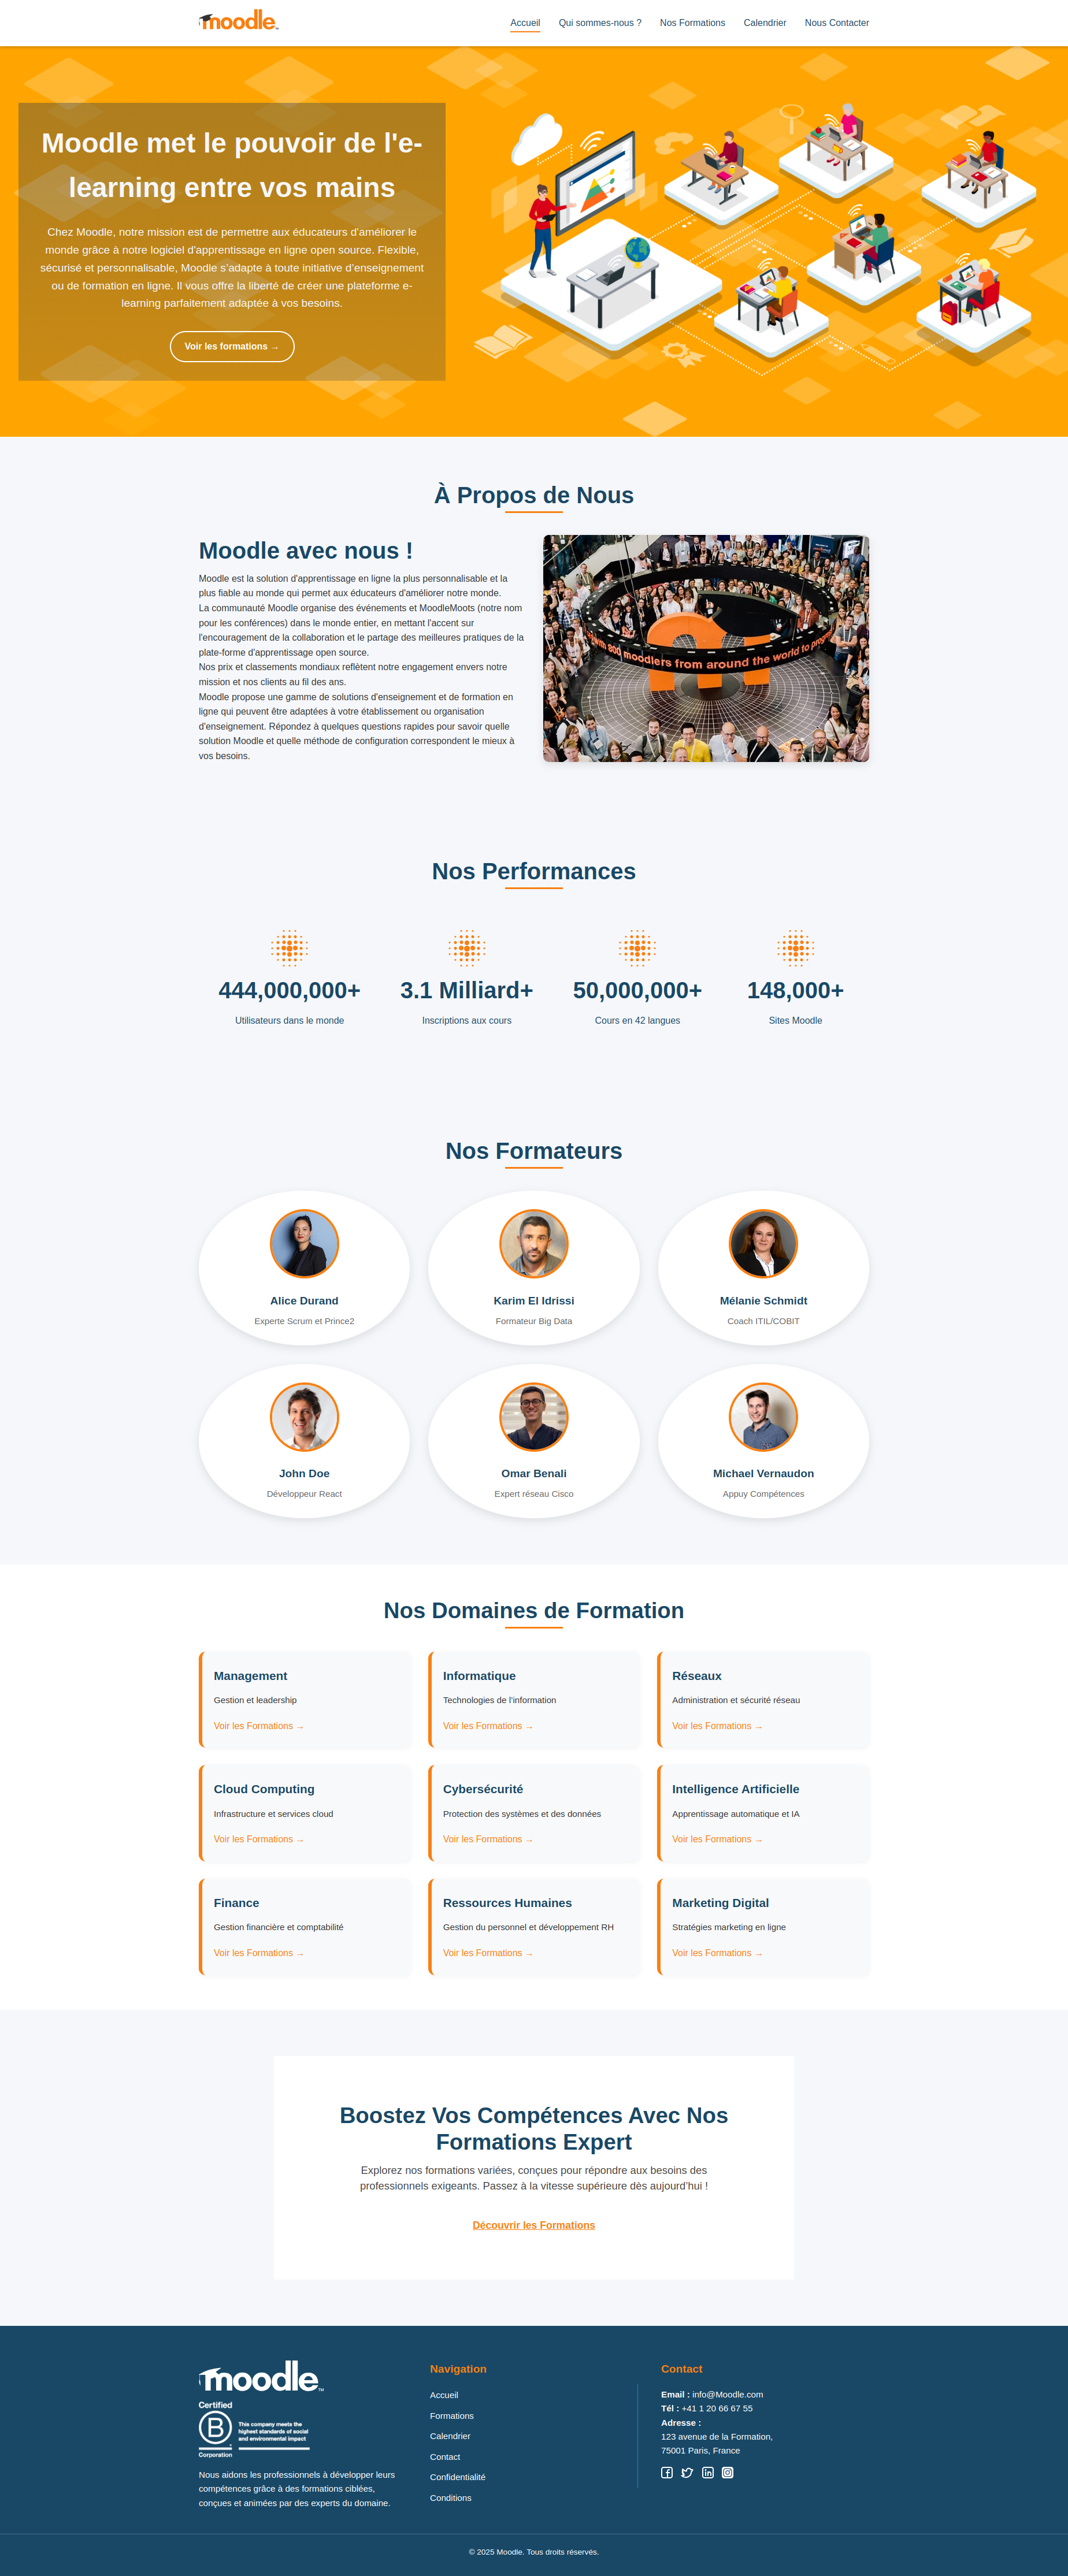 moodle
Accueil
Qui sommes-nous ?
Nos Formations
Calendrier
Nous Contacter
Moodle met le pouvoir de l'e-
learning entre vos mains
Chez Moodle, notre mission est de permettre aux éducateurs d'améliorer le
monde grâce à notre logiciel d'apprentissage en ligne open source. Flexible,
sécurisé et personnalisable, Moodle s'adapte à toute initiative d'enseignement
ou de formation en ligne. Il vous offre la liberté de créer une plateforme e-
learning parfaitement adaptée à vos besoins.
Voir les formations →
À Propos de Nous
Moodle avec nous !
Moodle est la solution d'apprentissage en ligne la plus personnalisable et la
plus fiable au monde qui permet aux éducateurs d'améliorer notre monde.
La communauté Moodle organise des événements et MoodleMoots (notre nom
pour les conférences) dans le monde entier, en mettant l'accent sur
l'encouragement de la collaboration et le partage des meilleures pratiques de la
plate-forme d'apprentissage open source.
Nos prix et classements mondiaux reflètent notre engagement envers notre
mission et nos clients au fil des ans.
Moodle propose une gamme de solutions d'enseignement et de formation en
ligne qui peuvent être adaptées à votre établissement ou organisation
d'enseignement. Répondez à quelques questions rapides pour savoir quelle
solution Moodle et quelle méthode de configuration correspondent le mieux à
vos besoins.
with 800 moodlers from around the world to
Nos Performances
444,000,000+
Utilisateurs dans le monde
3.1 Milliard+
Inscriptions aux cours
50,000,000+
Cours en 42 langues
148,000+
Sites Moodle
Nos Formateurs
Alice Durand
Experte Scrum et Prince2
Karim El Idrissi
Formateur Big Data
Mélanie Schmidt
Coach ITIL/COBIT
John Doe
Développeur React
Omar Benali
Expert réseau Cisco
Michael Vernaudon
Appuy Compétences
Nos Domaines de Formation
Management
Gestion et leadership
Voir les Formations →
Informatique
Technologies de l'information
Voir les Formations →
Réseaux
Administration et sécurité réseau
Voir les Formations →
Cloud Computing
Infrastructure et services cloud
Voir les Formations →
Cybersécurité
Protection des systèmes et des données
Voir les Formations →
Intelligence Artificielle
Apprentissage automatique et IA
Voir les Formations →
Finance
Gestion financière et comptabilité
Voir les Formations →
Ressources Humaines
Gestion du personnel et développement RH
Voir les Formations →
Marketing Digital
Stratégies marketing en ligne
Voir les Formations →
Boostez Vos Compétences Avec Nos
Formations Expert
Explorez nos formations variées, conçues pour répondre aux besoins des
professionnels exigeants. Passez à la vitesse supérieure dès aujourd'hui !
Découvrir les Formations
moodle™
Certified
B
This company meets the
highest standards of social
and environmental impact
Corporation
Nous aidons les professionnels à développer leurs
compétences grâce à des formations ciblées,
conçues et animées par des experts du domaine.
Navigation
Accueil
Formations
Calendrier
Contact
Confidentialité
Conditions
Contact
Email : info@Moodle.com
Tél : +41 1 20 66 67 55
Adresse :
123 avenue de la Formation,
75001 Paris, France
© 2025 Moodle. Tous droits réservés.